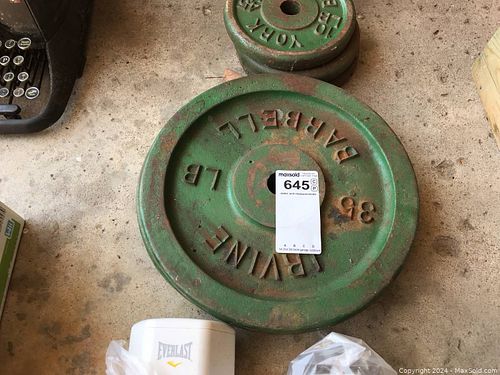 YORK
BARBELL
LB
35
IRVINE
maxsold
645
EVERLAST
Copyright 2024 - MaxSold.com